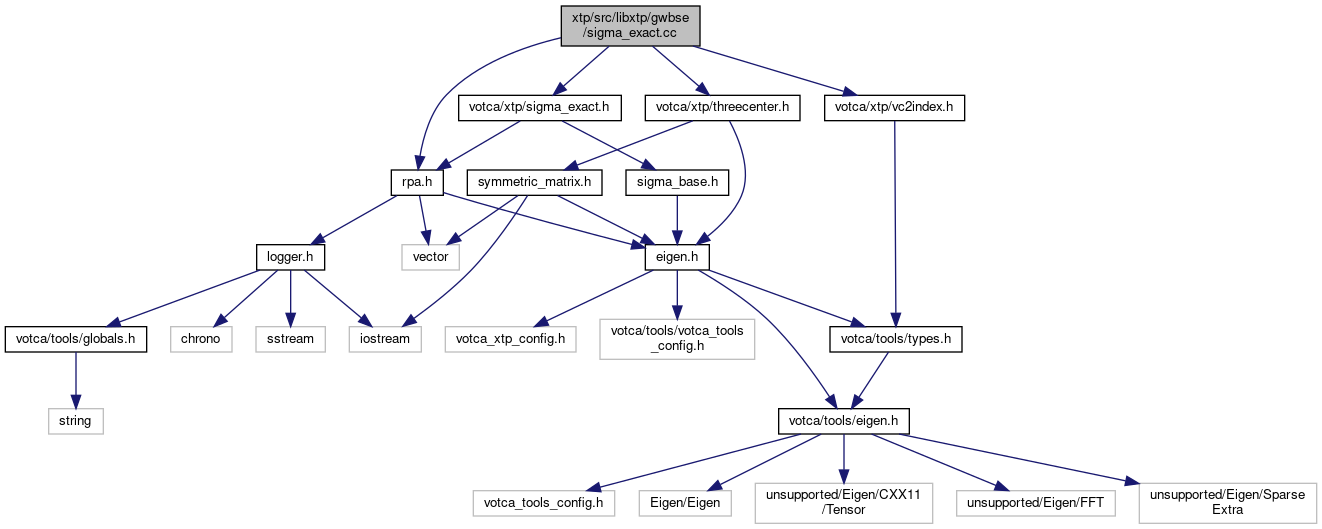 xtp/src/libxtp/gwbse
/sigma_exact.cc
votca/xtp/sigma_exact.h
votca/xtp/threecenter.h
votca/xtp/vc2index.h
rpa.h
symmetric_matrix.h
sigma_base.h
logger.h
vector
eigen.h
votca/tools/globals.h
chrono
sstream
iostream
votca_xtp_config.h
votca/tools/votca_tools
_config.h
votca/tools/types.h
string
votca/tools/eigen.h
votca_tools_config.h
Eigen/Eigen
unsupported/Eigen/CXX11
/Tensor
unsupported/Eigen/FFT
unsupported/Eigen/Sparse
Extra